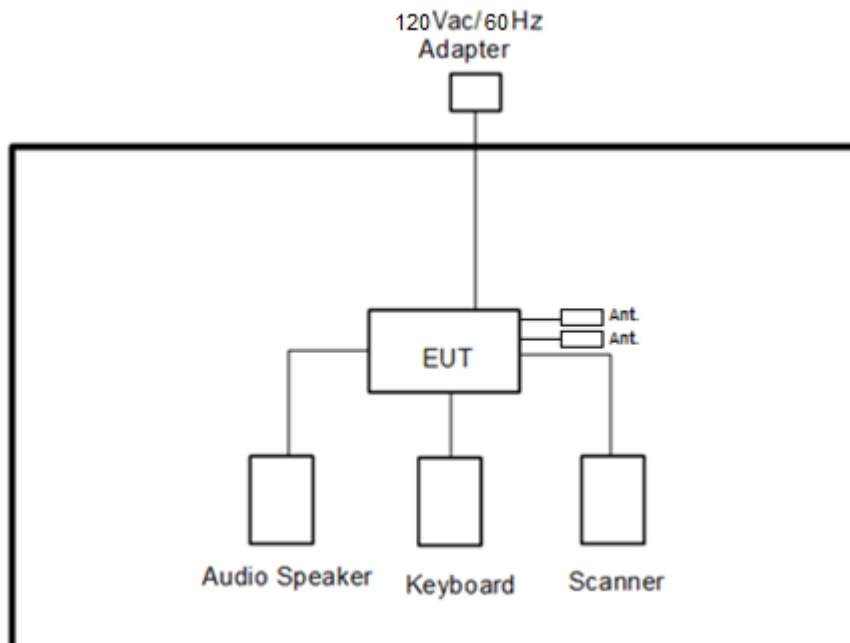 120Vac/60Hz
Adapter
Ant.
Ant.
EUT
Audio Speaker
Keyboard
Scanner